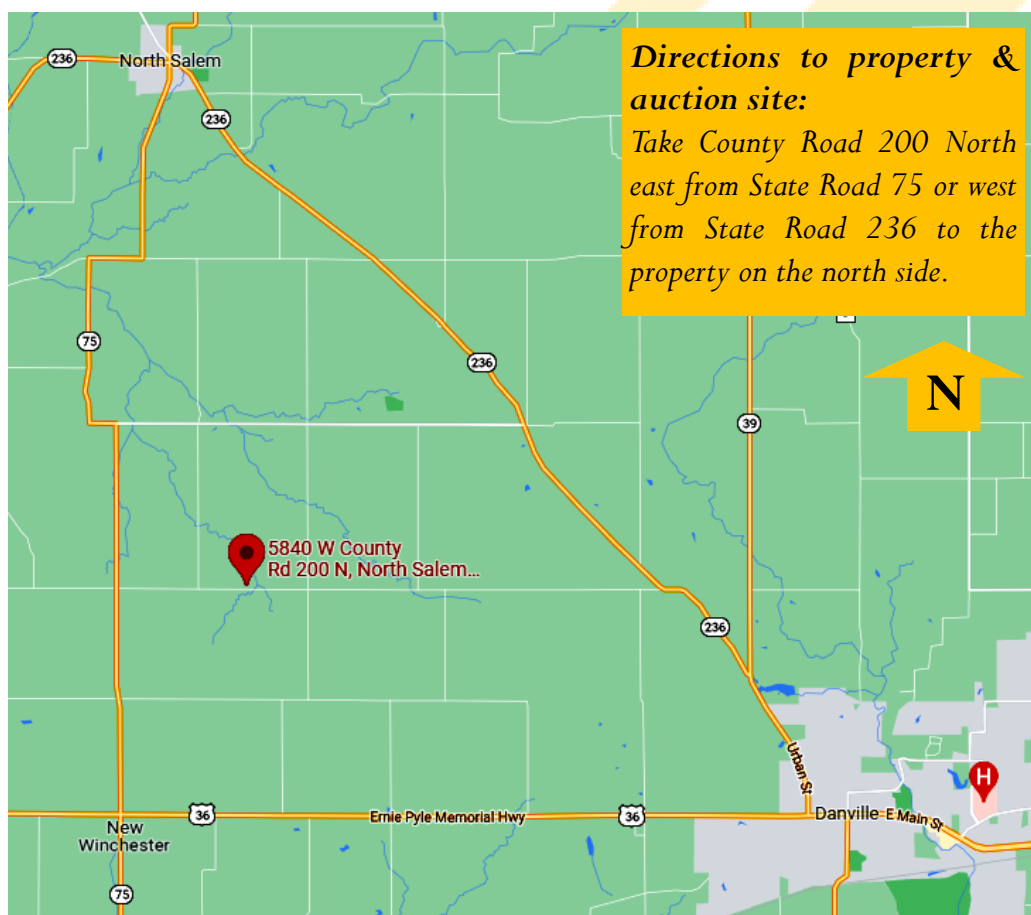 236
North Salem
236
Directions to property &
auction site:
Take County Road 200 North
east from State Road 75 or west
from State Road 236 to the
property on the north side.
N
75
236
39
5840 W County
Rd 200 N, North Salem...
236
Urban St
H
36
Ernie Pyle Memorial Hwy
36
Danville
E Main St
New
Winchester
75